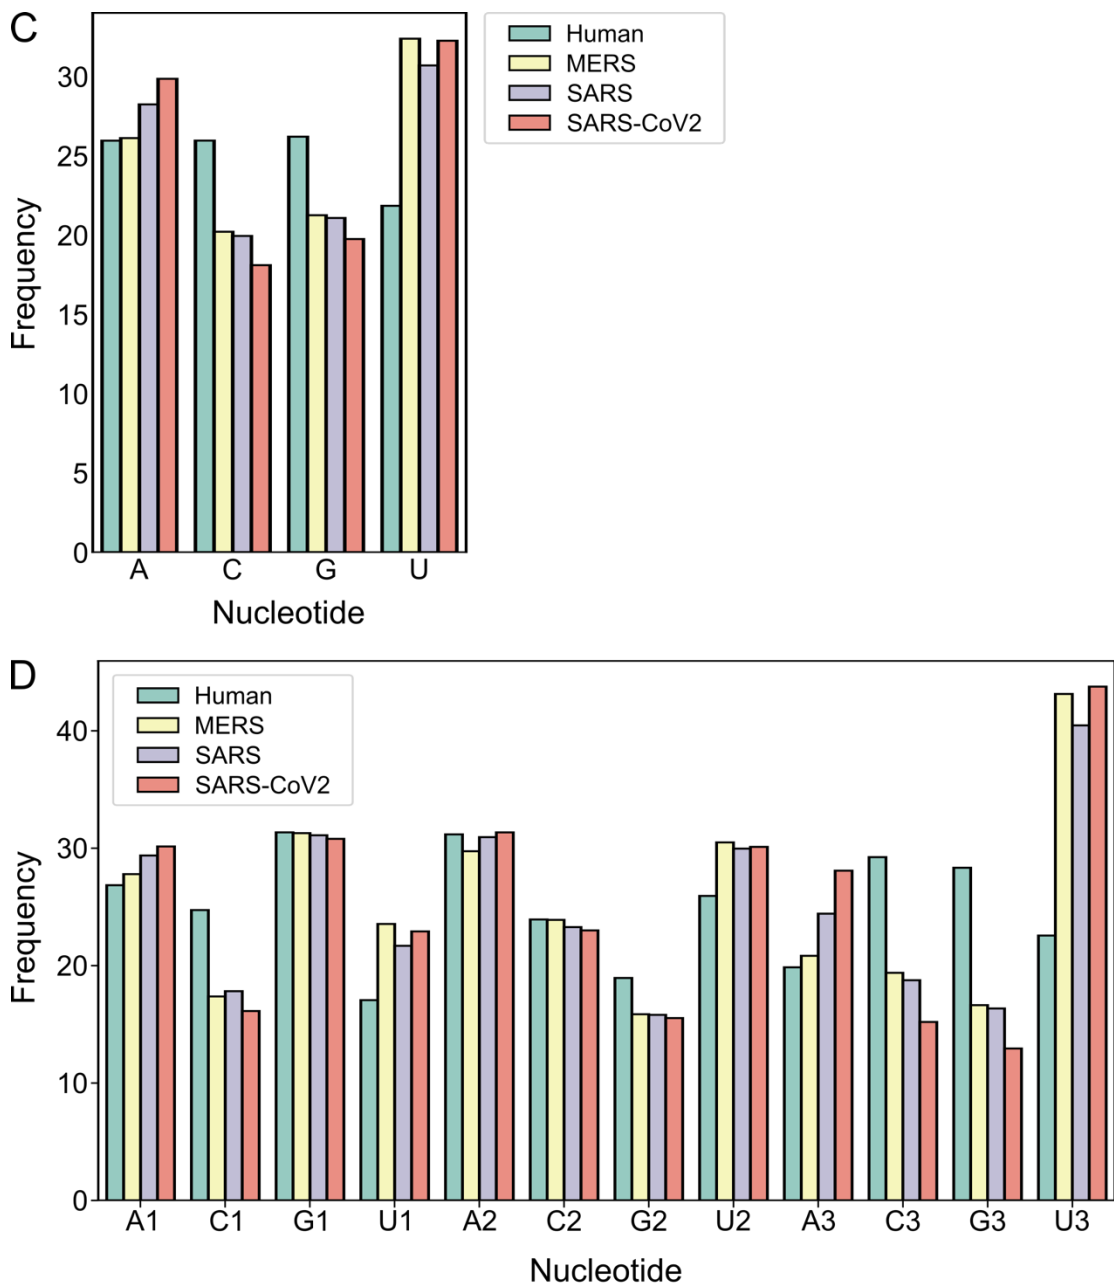 C
Human
MERS
SARS
SARS-CoV2
Frequency
30
25
20
15
10
5
0
A C G U
Nucleotide
D
Human
MERS
SARS
SARS-CoV2
Frequency
40
30
20
10
0
A1 C1 G1 U1 A2 C2 G2 U2 A3 C3 G3 U3
Nucleotide